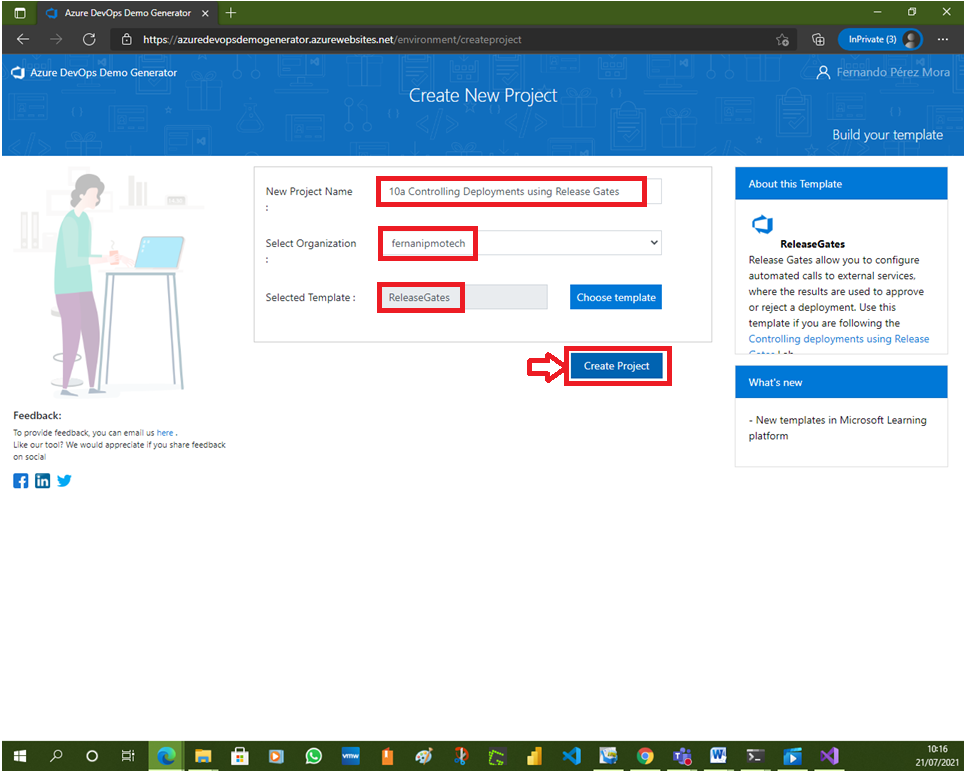 Azure DevOps Demo Generator
https://azuredevopsdemogenerator.azurewebsites.net/environment/createproject
InPrivate (3)
Azure DevOps Demo Generator
Fernando Pérez Mora
Create New Project
Build your template
New Project Name
:
10a Controlling Deployments using Release Gates
Select Organization
:
fernanipmotech
Selected Template :
ReleaseGates
Choose template
Create Project
About this Template
ReleaseGates
Release Gates allow you to configure
automated calls to external services,
where the results are used to approve
or reject a deployment. Use this
template if you are following the
Controlling deployments using Release
Gates Lab
What's new
- New templates in Microsoft Learning
platform
Feedback:
To provide feedback, you can email us here .
Like our tool? We would appreciate if you share feedback
on social
vmw
10:16
21/07/2021